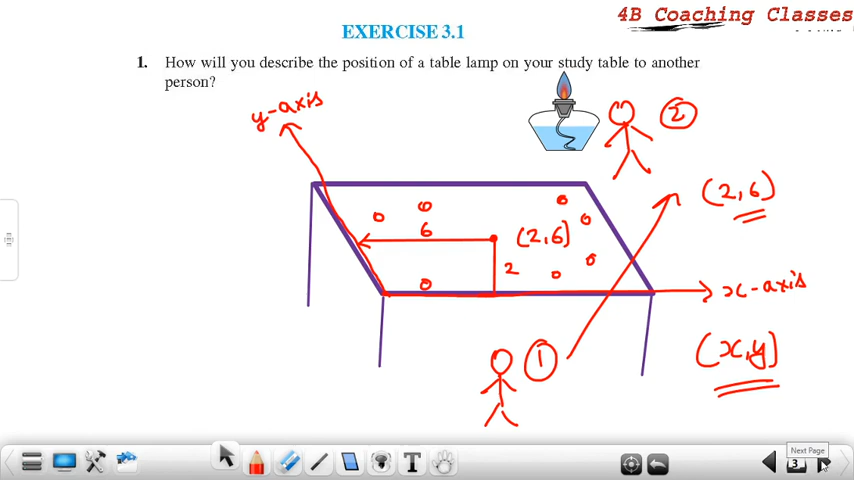 4B Coaching Classes
EXERCISE 3.1
1. How will you describe the position of a table lamp on your study table to another
person?
y-axis
2
(2,6)
6
(2,6]
2
x-axis
1
(x,y]
Next Page
T
3